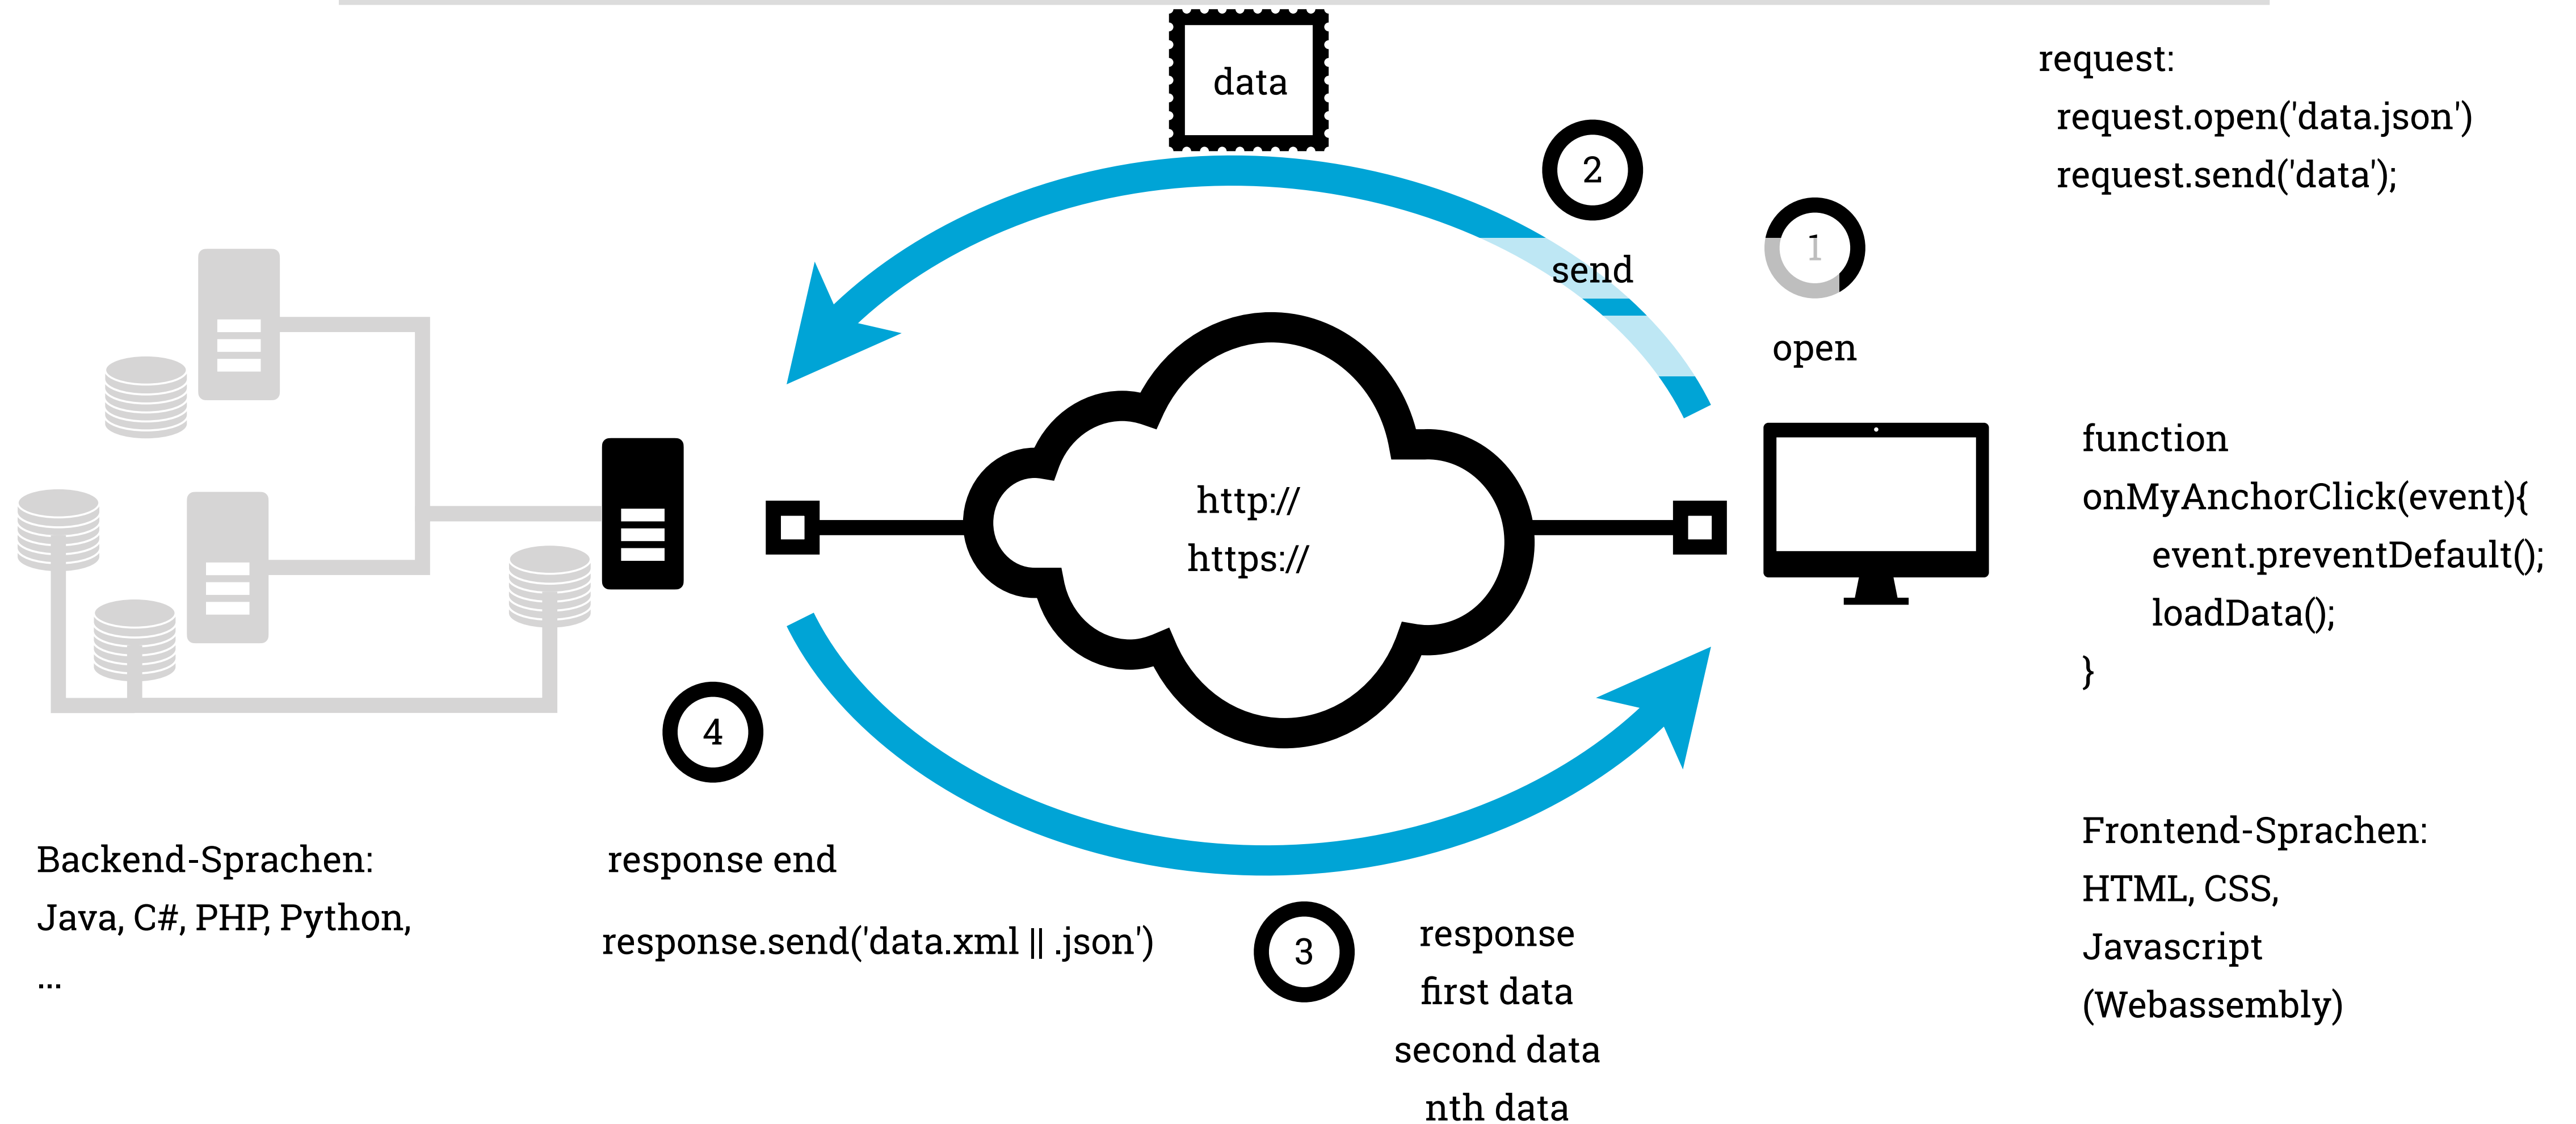 data
request:
request.open('data.json')
request.send('data');
2
send
1
open
http://
https://
function
onMyAnchorClick(event){
event.preventDefault();
loadData();
}
4
response end
response.send('data.xml || .json')
Backend-Sprachen:
Java, C#, PHP, Python,
...
3
response
first data
second data
nth data
Frontend-Sprachen:
HTML, CSS,
Javascript
(Webassembly)